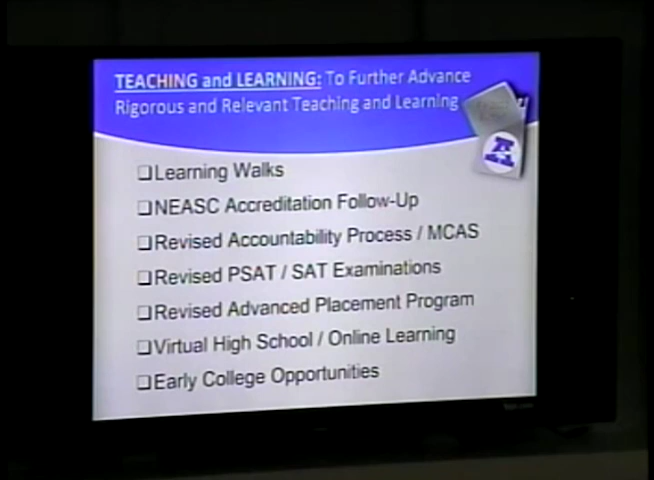 TEACHING and LEARNING: To Further Advance
Rigorous and Relevant Teaching and Learning
❑Learning Walks
❑NEASC Accreditation Follow-Up
❑Revised Accountability Process / MCAS
❑Revised PSAT / SAT Examinations
❑Revised Advanced Placement Program
❑Virtual High School / Online Learning
❑Early College Opportunities